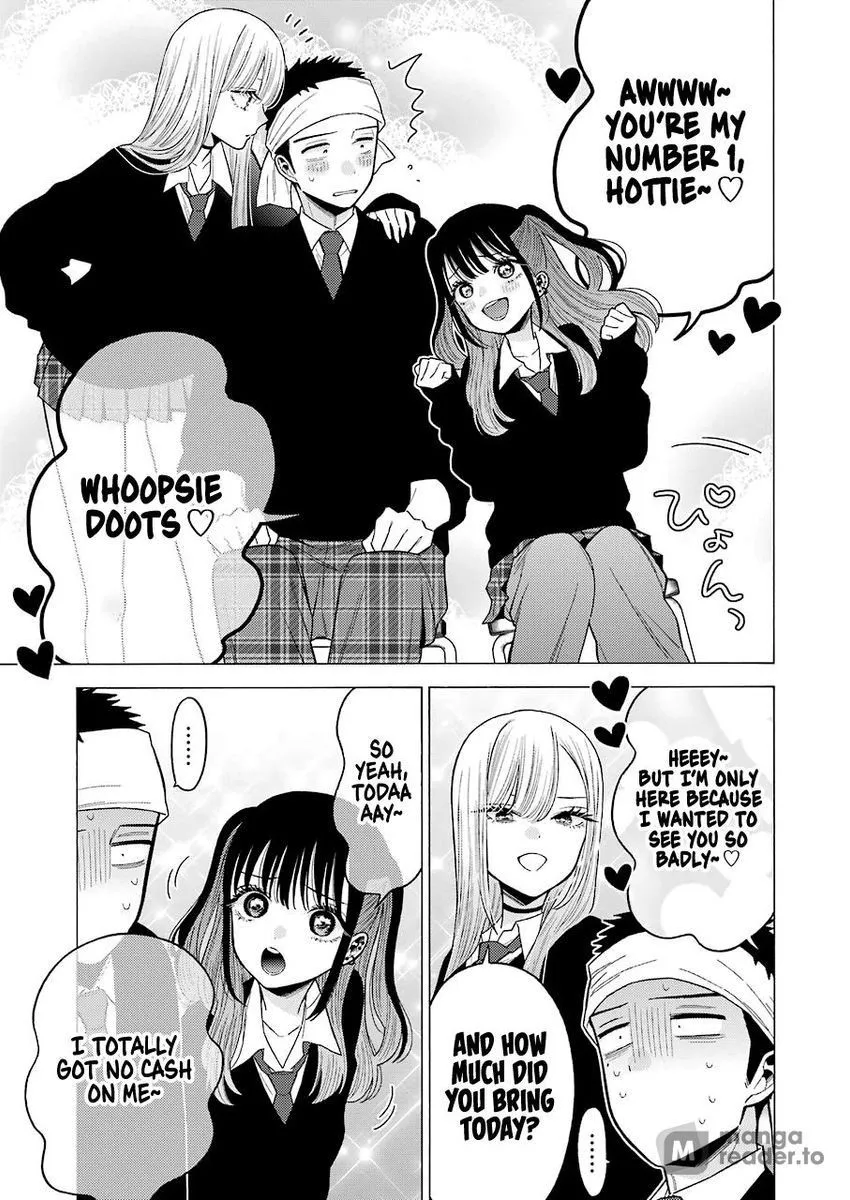 AWWWW~
YOU'RE MY
NUMBER 1,
HOTTIE~♡
WHOOPSIE
DOOTS♡
♡ぴょんっ
HEEEY~
BUT I'M ONLY
HERE BECAUSE
I WANTED TO
SEE YOU SO
BADLY~♡
AND HOW
MUCH DID
YOU BRING
TODAY?
......
SO
YEAH,
TODAA
AAY~
......
I TOTALLY
GOT NO CASH
ON ME~
M manga
reader.to